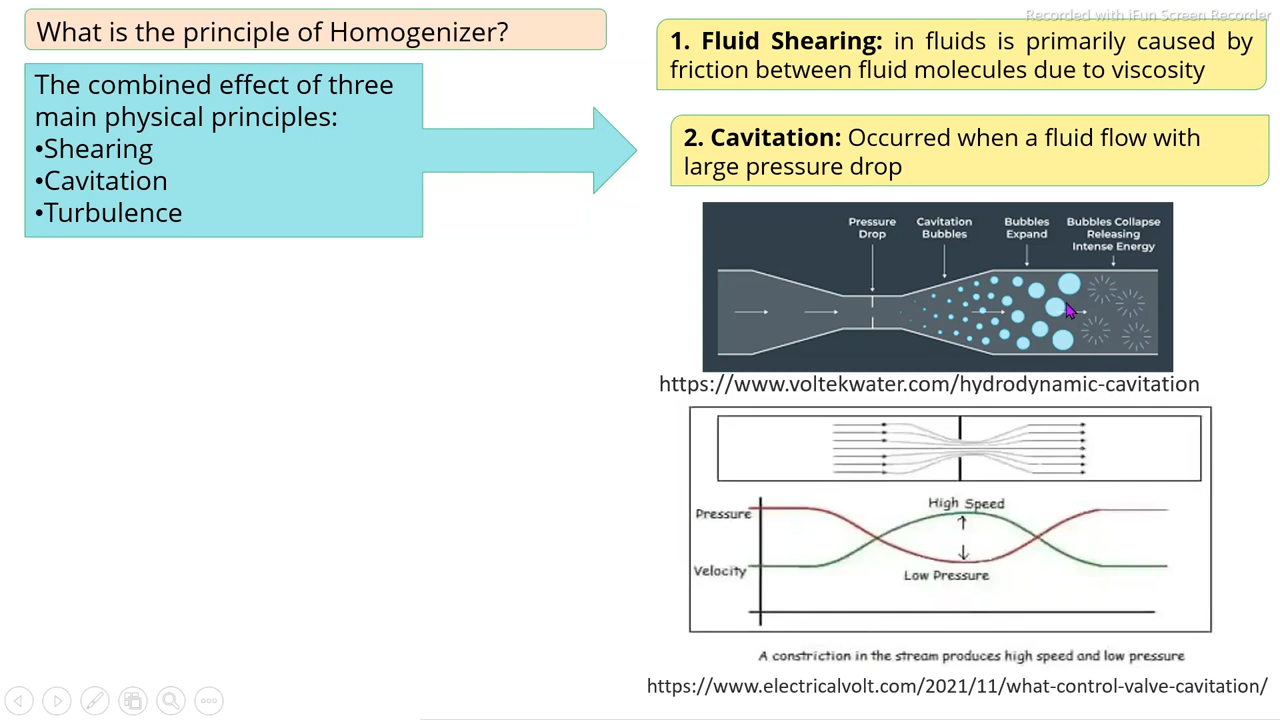 Recorded with iFun Screen Recorder
What is the principle of Homogenizer?
The combined effect of three
main physical principles:
•Shearing
•Cavitation
•Turbulence
1. Fluid Shearing: in fluids is primarily caused by
friction between fluid molecules due to viscosity
2. Cavitation: Occurred when a fluid flow with
large pressure drop
Pressure
Drop
Cavitation
Bubbles
Bubbles
Expand
Bubbles Collapse
Releasing
Intense Energy
https://www.voltekwater.com/hydrodynamic-cavitation
High Speed
Pressure
Velocity
Low Pressure
A constriction in the stream produces high speed and low pressure
https://www.electricalvolt.com/2021/11/what-control-valve-cavitation/